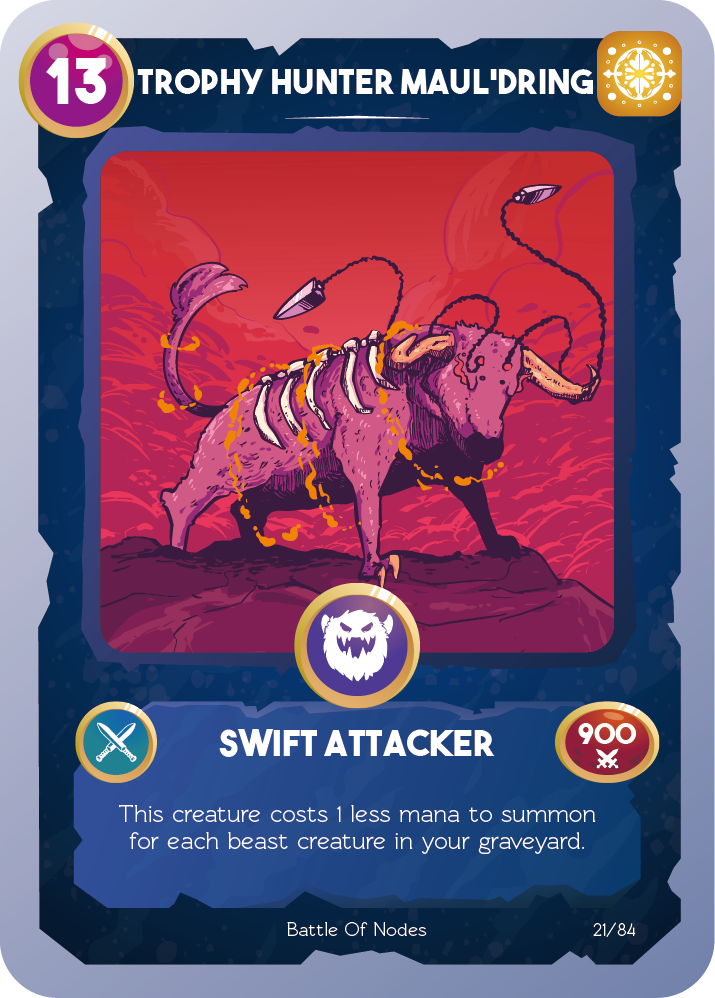 13
TROPHY HUNTER MAUL'DRING
SWIFT ATTACKER
900
This creature costs 1 less mana to summon
for each beast creature in your graveyard.
Battle Of Nodes
21/84